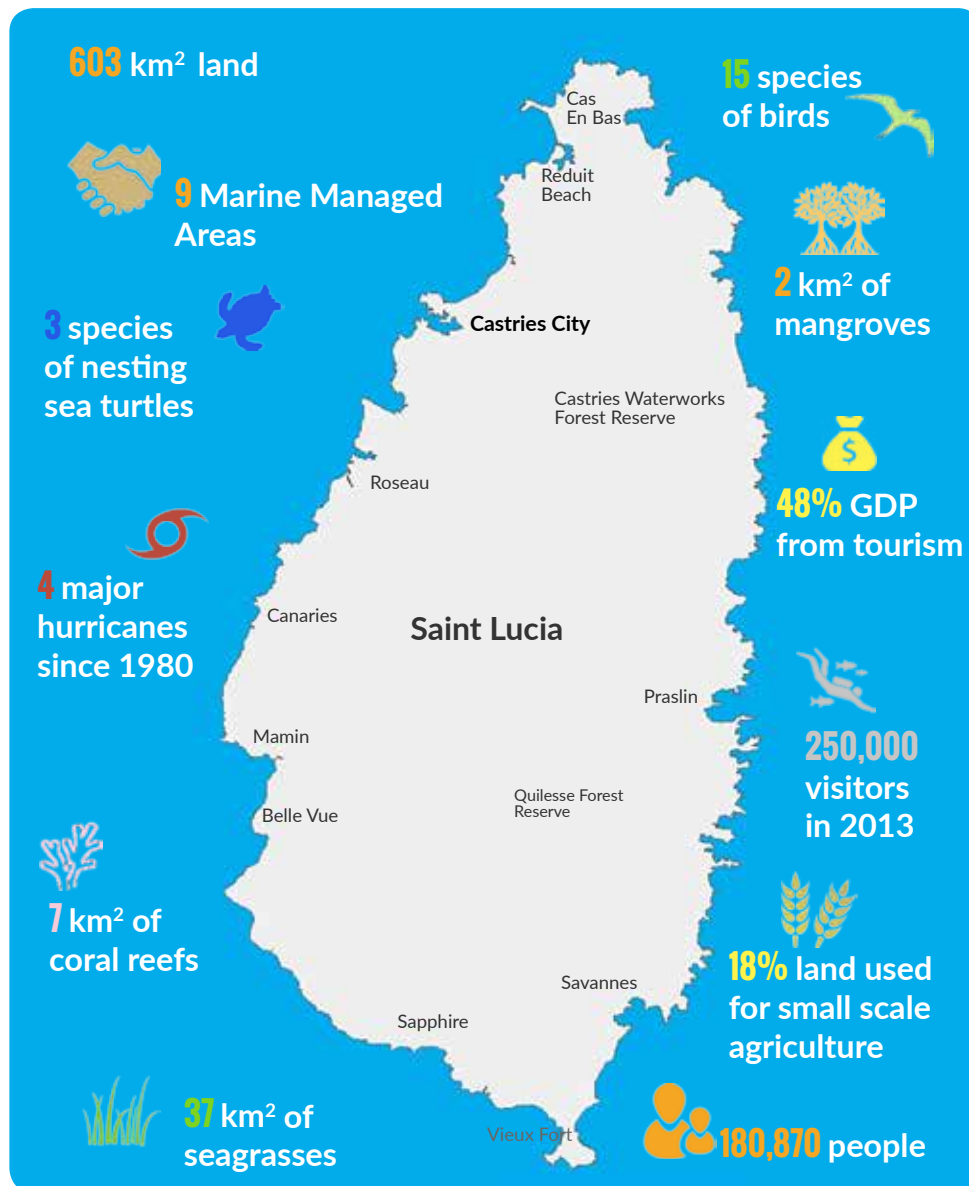 603 km² land
15 species
of birds
Cas
En Bas
Reduit
Beach
9 Marine Managed
Areas
2 km² of
mangroves
3 species
of nesting
sea turtles
Castries City
Castries Waterworks
Forest Reserve
$
48% GDP
from tourism
Roseau
4 major
hurricanes
since 1980
Canaries
Saint Lucia
Praslin
Mamin
250,000
visitors
in 2013
Quilesse Forest
Reserve
Belle Vue
7 km² of
coral reefs
18% land used
for small scale
agriculture
Savannes
Sapphire
37 km² of
seagrasses
Vieux Fort
180,870 people